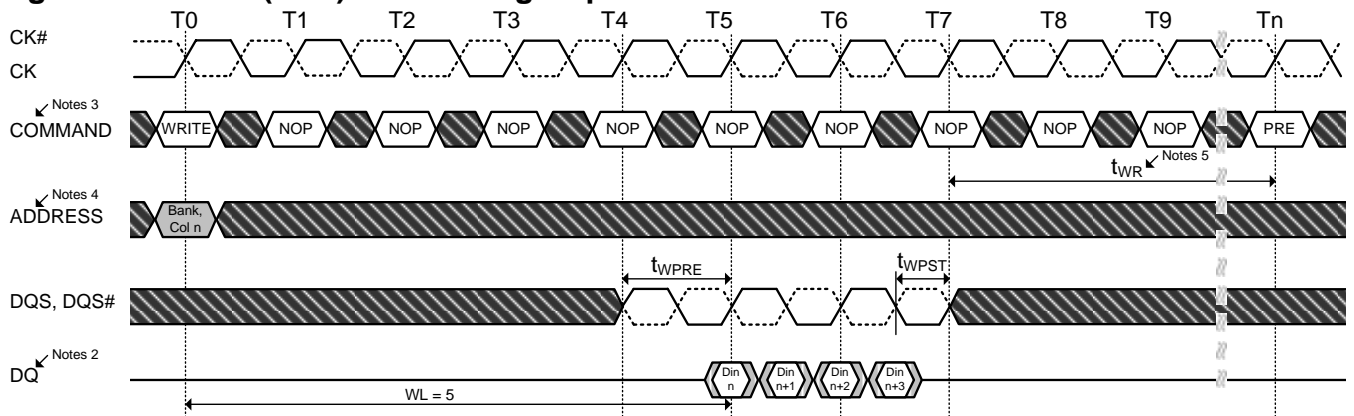 T0 T1 T2 T3 T4 T5 T6 T7 T8 T9 Tn
CK#
CK
Notes 3
COMMAND
WRITE NOP NOP NOP NOP NOP NOP NOP NOP NOP PRE
tWR Notes 5
Notes 4
ADDRESS
Bank,
Col n
tWPRE tWPST
DQS, DQS#
Notes 2
DQ
Din Din Din Din
n n+1 n+2 n+3
WL = 5